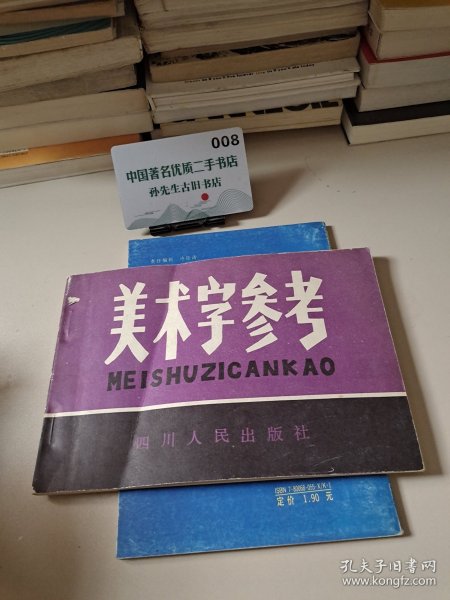 008
中国著名优质二手书店
孙先生古旧书店
美术字参考
MEISHUZICANKAO
四川人民出版社
定价 1.90 元
孔夫子旧书网
www.kongfz.com